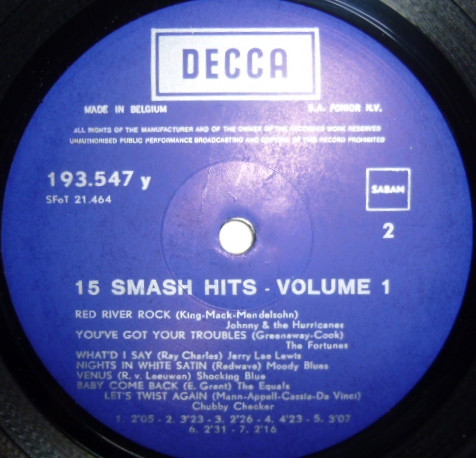 DECCA
MADE IN BELGIUM S.A. FONIOR N.V.
ALL RIGHTS OF THE MANUFACTURER AND OF THE OWNER OF THE RECORDED WORK RESERVED
UNAUTHORISED PUBLIC PERFORMANCE BROADCASTING AND COPYING OF THIS RECORD PROHIBITED
193.547 y
SABAM
SFoT 21.464
2
15 SMASH HITS - VOLUME 1
RED RIVER ROCK (King-Mack-Mendelsohn)
Johnny & the Hurricanes
YOU'VE GOT YOUR TROUBLES (Greenaway-Cook)
The Fortunes
WHAT'D I SAY (Ray Charles) Jerry Lee Lewis
NIGHTS IN WHITE SATIN (Redwave) Moody Blues
VENUS (R. v. Leeuwen) Shocking Blue
BABY COME BACK (E. Grant) The Equals
LET'S TWIST AGAIN (Mann-Appell-Cassia-Da Vinci)
Chubby Checker
1. 2'05 - 2. 3'23 - 3. 2'26 - 4. 4'23 - 5. 3'07
6. 2'31 - 7. 2'16